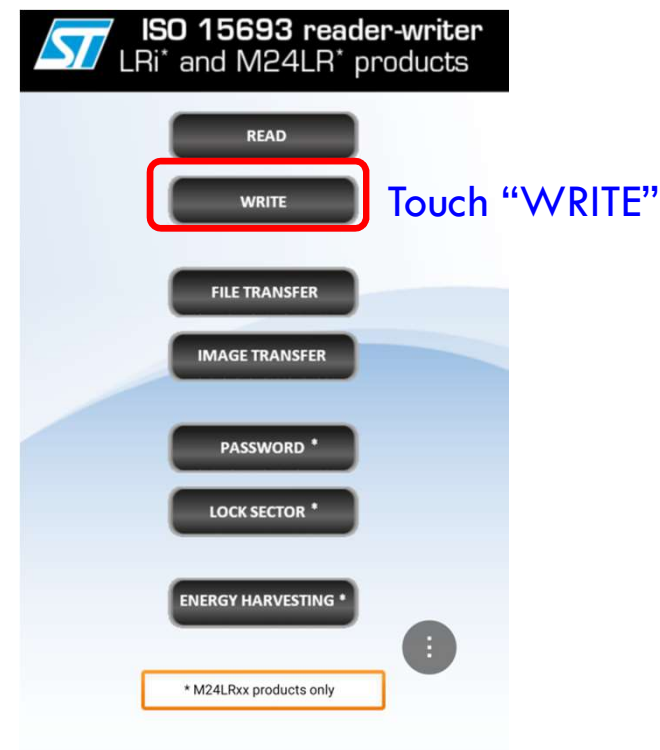 ST
ISO 15693 reader-writer
LRi* and M24LR* products
READ
WRITE
Touch “WRITE”
FILE TRANSFER
IMAGE TRANSFER
PASSWORD *
LOCK SECTOR *
ENERGY HARVESTING *
* M24LRxx products only